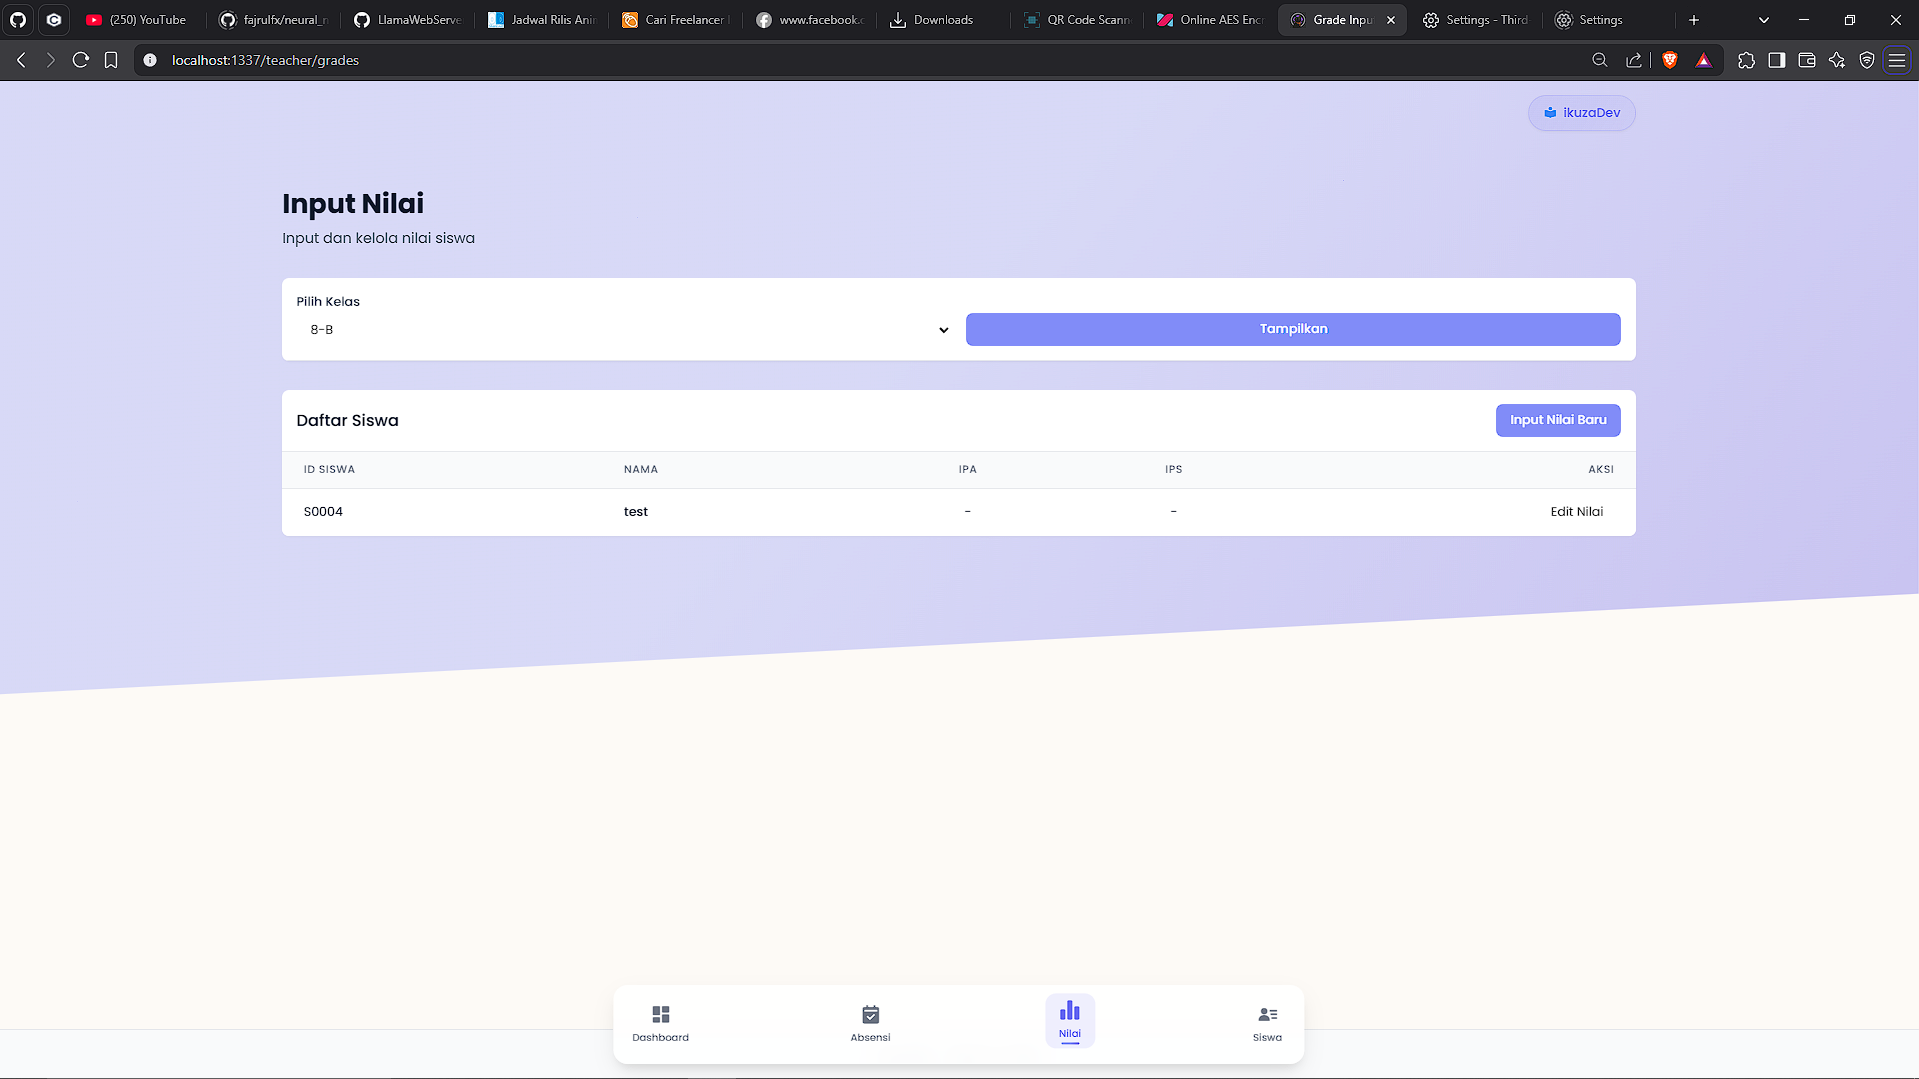 (250) YouTube
fajrulfx/neural_n
LlamaWebServe
Jadwal Rilis Anin
Cari Freelancer
www.facebook.c
Downloads
QR Code Scann
Online AES Encr
Grade Inpu
Settings - Third
Settings
localhost:1337/teacher/grades
ikuzaDev
Input Nilai
Input dan kelola nilai siswa
Pilih Kelas
8-B
Tampilkan
Daftar Siswa
Input Nilai Baru
ID SISWA NAMA IPA IPS AKSI
S0004 test - - Edit Nilai
Dashboard
Absensi
Nilai
Siswa